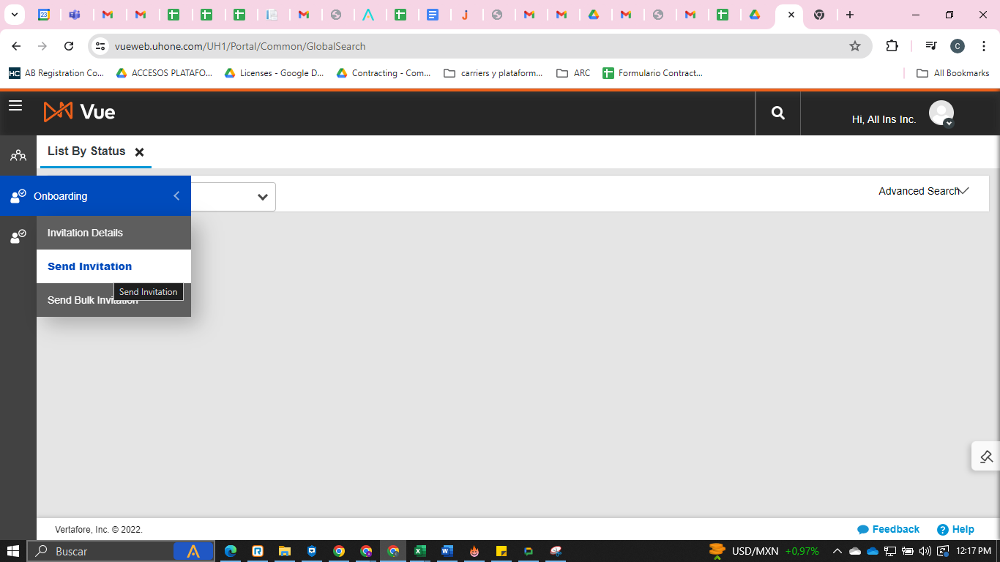 23
vueweb.uhone.com/UH1/Portal/Common/GlobalSearch
C
HC AB Registration Co...
ACCESOS PLATAFO...
Licenses - Google D...
Contracting - Com...
carriers y plataform...
ARC
Formulario Contract...
All Bookmarks
Vue
Hi, All Ins Inc.
List By Status
Onboarding
Advanced Search
Invitation Details
Send Invitation
Send Invitation
Send Bulk Invitation
Vertafore, Inc. © 2022.
Feedback
? Help
Buscar
USD/MXN +0,97%
12:17 PM